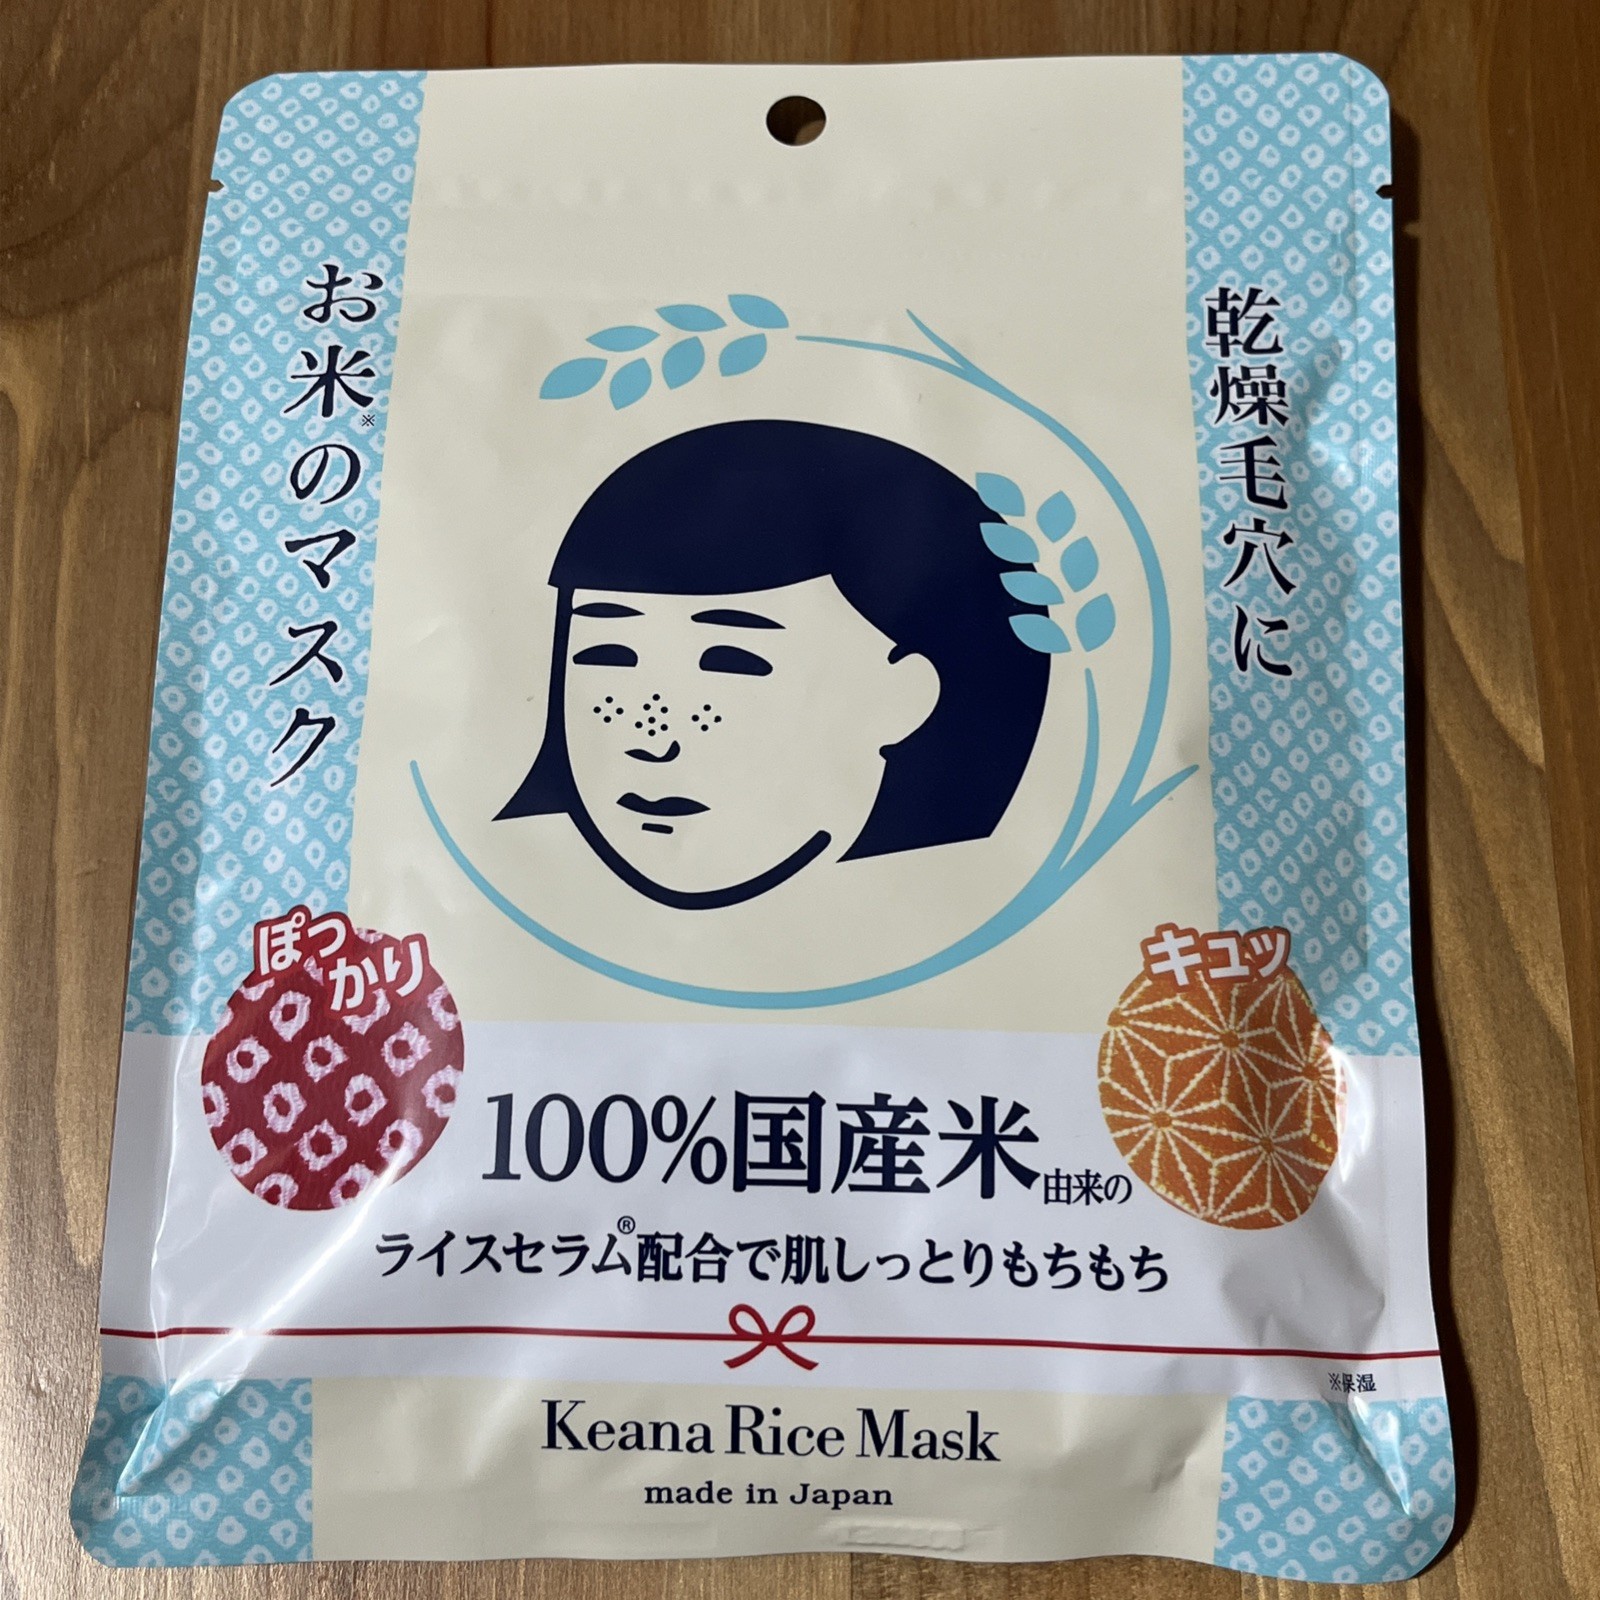 乾燥毛穴に
お米※のマスク
ぽっかり
キュッ
100%国産米由来の
ライスセラム®配合で肌しっとりもちもち
※保湿
Keana Rice Mask
made in Japan